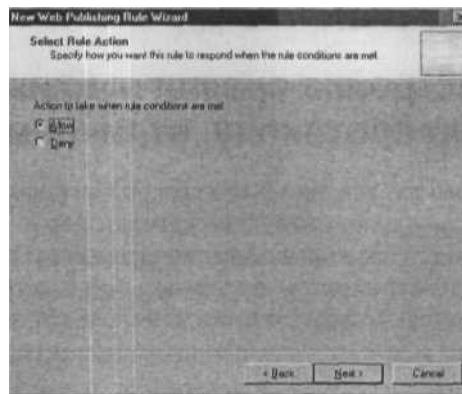 New Web Publishing Rule Wizard
Select Rule Action
Specify how you want this rule to respond when the rule conditions are met.
Action to take when rule conditions are met:
Allow
Deny
< Back
Next >
Cancel